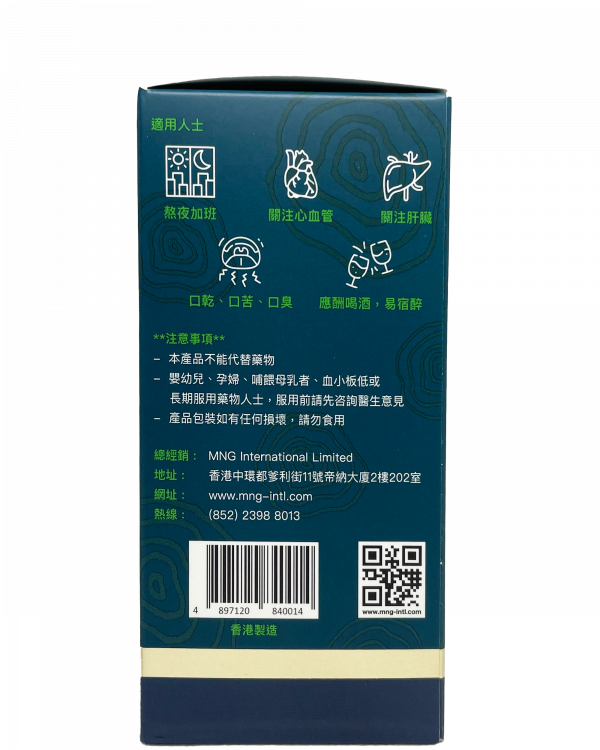 適用人士
熬夜加班
關注心血管
關注肝臟
口乾、口苦、口臭
應酬喝酒，易宿醉
**注意事項**
– 本產品不能代替藥物
– 嬰幼兒、孕婦、哺餵母乳者、血小板低或
長期服用藥物人士，服用前請先咨詢醫生意見
– 產品包裝如有任何損壞，請勿食用
總經銷： MNG International Limited
地址： 香港中環都爹利街11號帝納大廈2樓202室
網址： www.mng-intl.com
熱線： (852) 2398 8013
4 897120 840014
www.mng-intl.com
香港製造